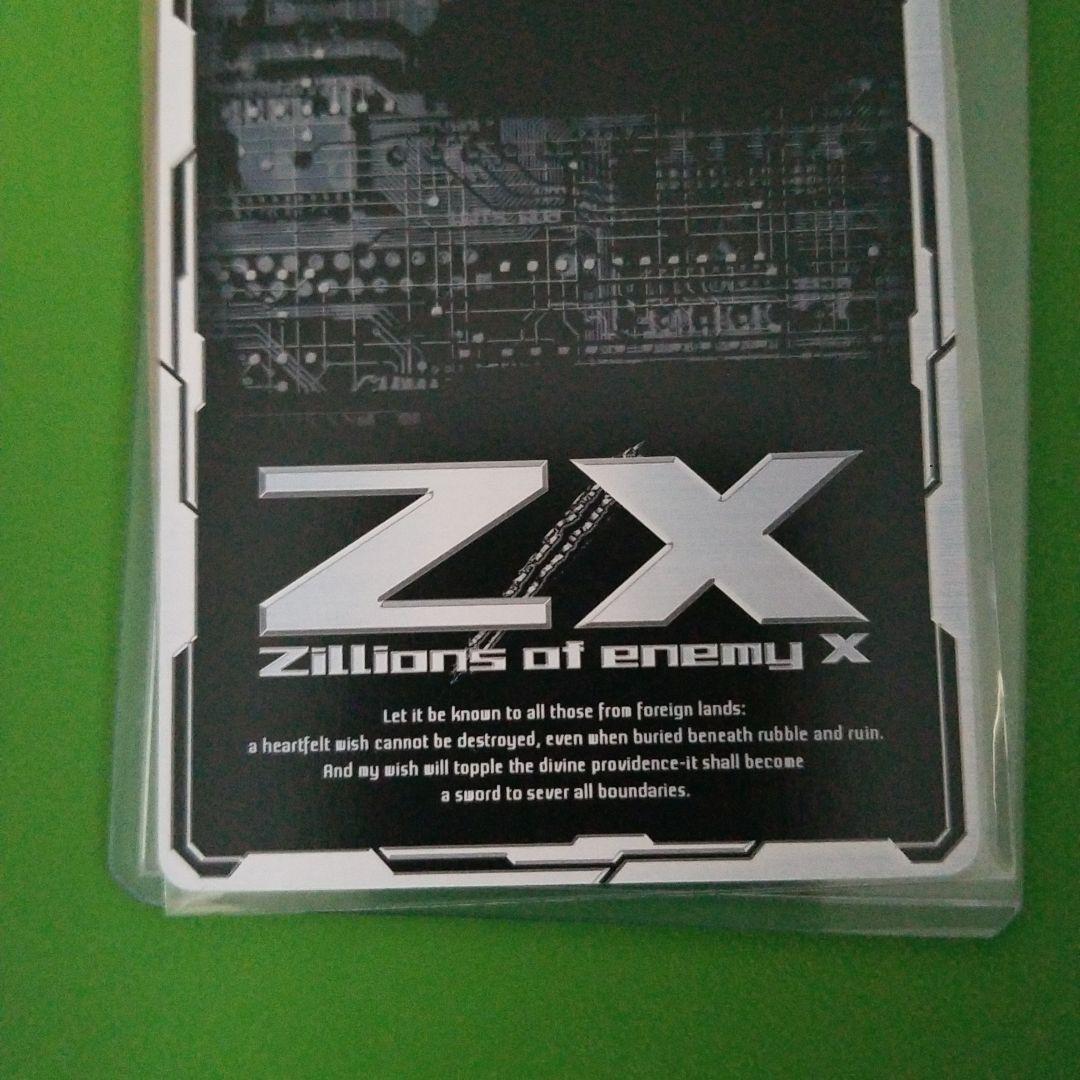 Z/X
Zillions of enemy X
Let it be known to all those from foreign lands:
a heartfelt wish cannot be destroyed, even when buried beneath rubble and ruin.
And my wish will topple the divine providence-it shall become
a sword to sever all boundaries.